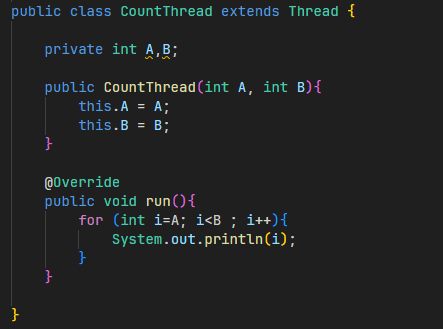 public class CountThread extends Thread {
private int A,B;
public CountThread(int A, int B){
this.A = A;
this.B = B;
}
@Override
public void run(){
for (int i=A; i<B ; i++){
System.out.println(i);
}
}
}